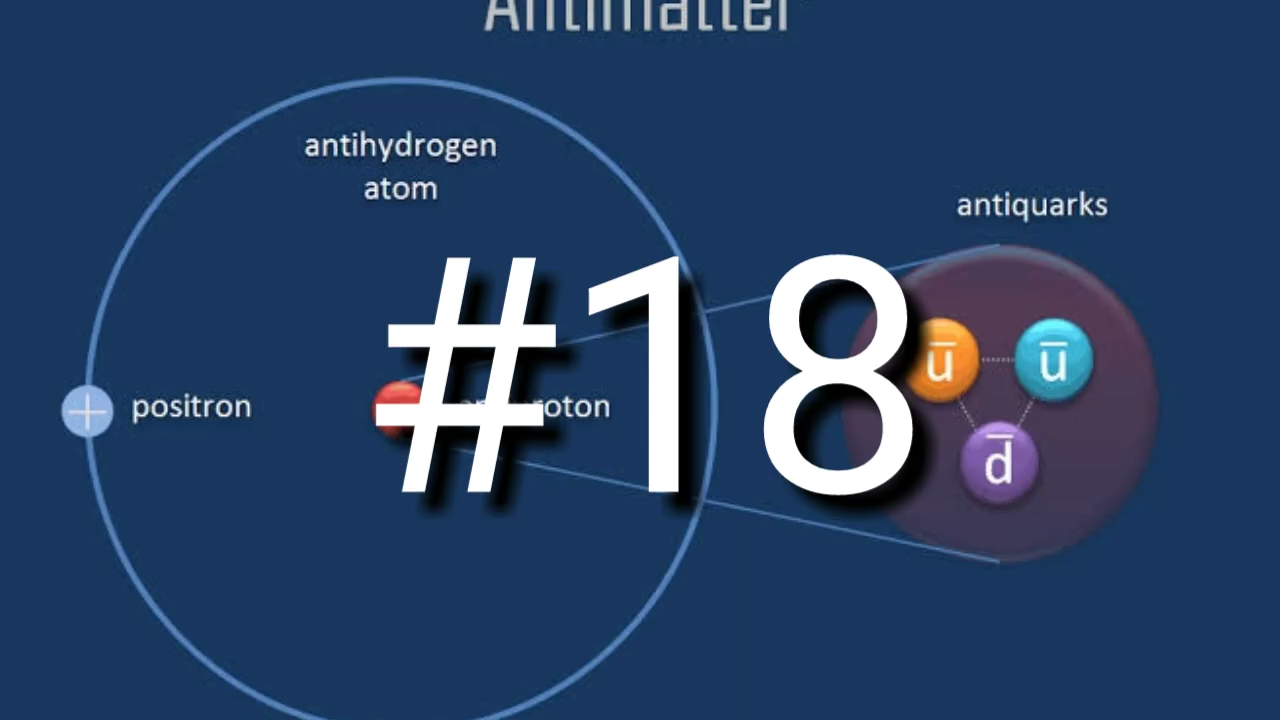 Antimatter
antihydrogen
atom
antiquarks
#18
ū
ū
positron
d̄